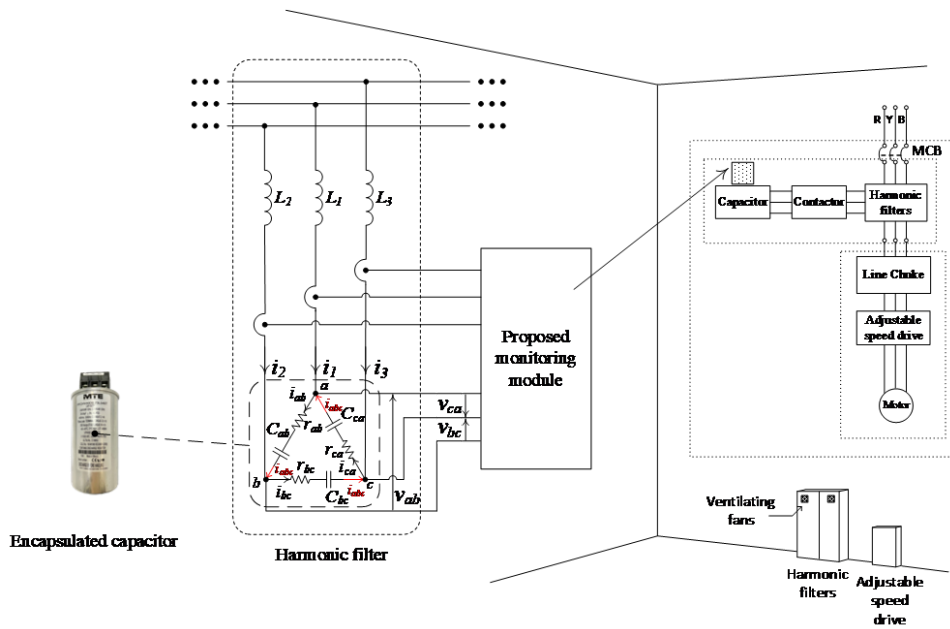 R Y B
MCB
Capacitor
Contactor
Harmonic
filters
Line Choke
Adjustable
speed drive
Motor
L2
L1
L3
Proposed
monitoring
module
i2
i1
i3
a
iab
iabc
Cca
rab
Cab
vca
vbc
rca
rbc
ica
iabc
b
c
ibc
Cbc
iabc
vab
MTE
Encapsulated capacitor
Harmonic filter
Ventilating
fans
Harmonic
filters
Adjustable
speed
drive